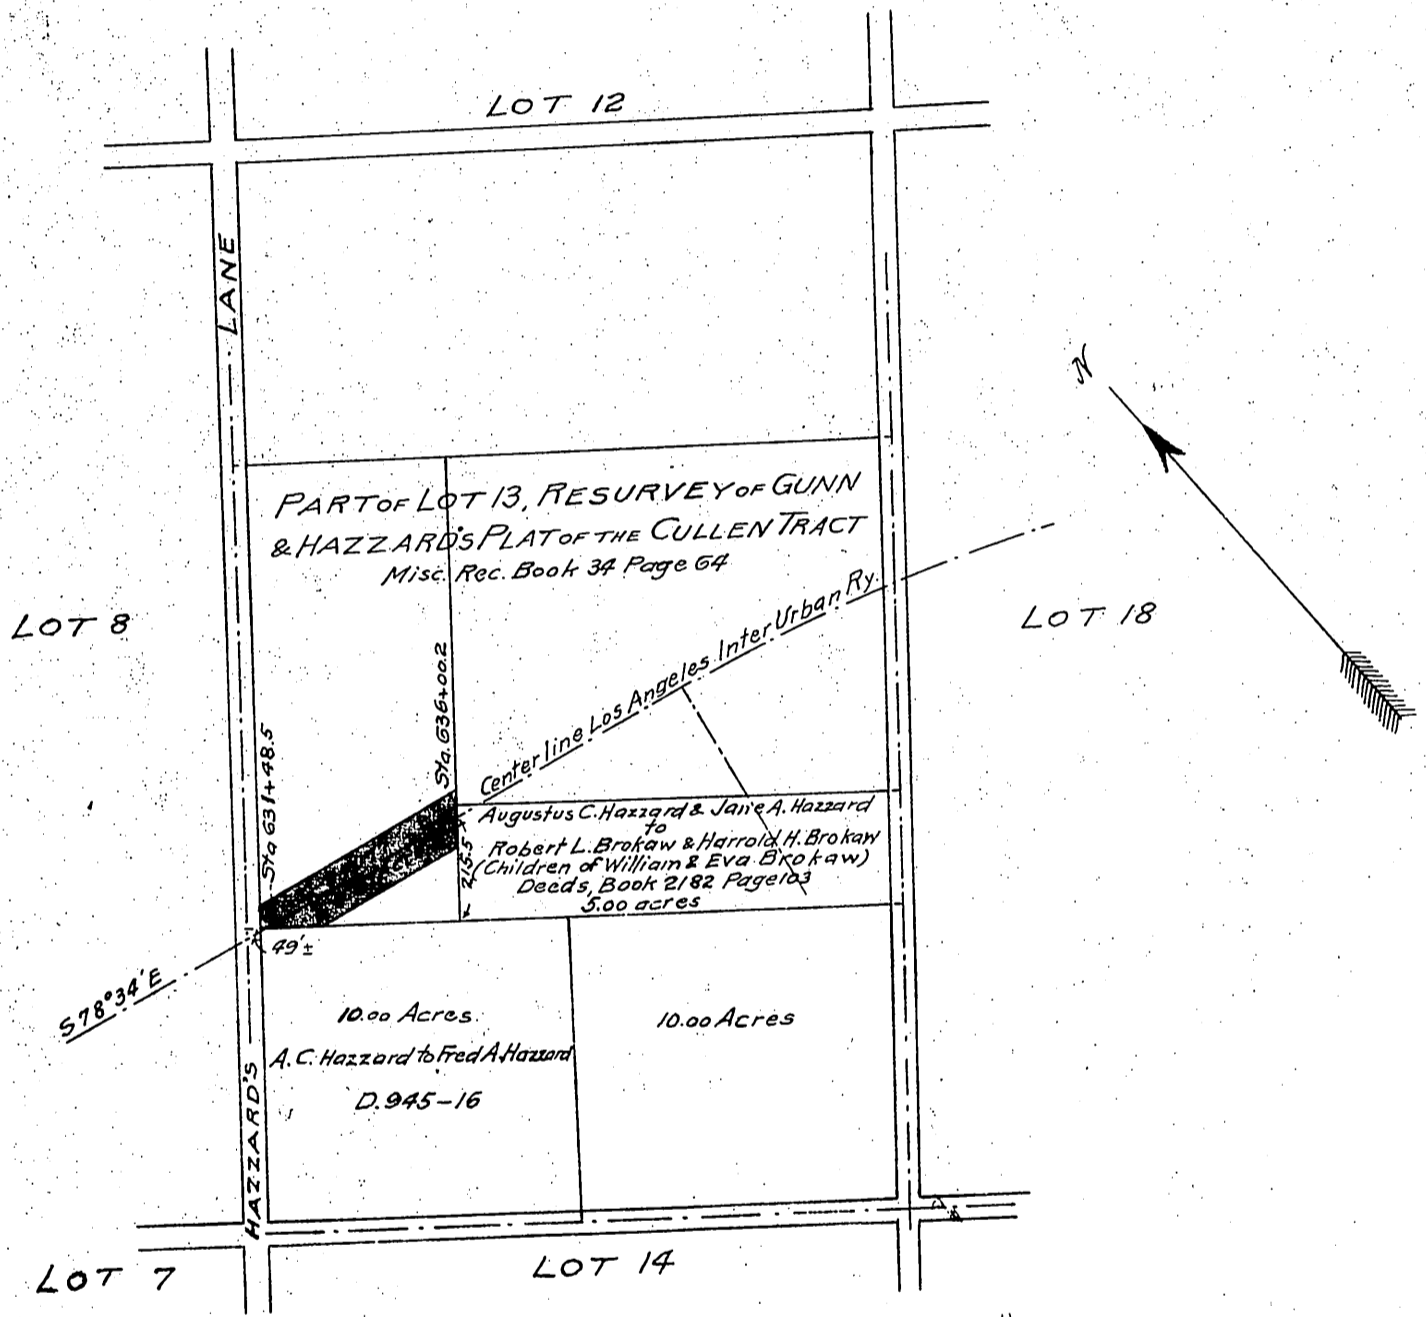 LOT 12
LANE
N
PART OF LOT 13, RESURVEY OF GUNN
& HAZZARD'S PLAT OF THE CULLEN TRACT
Misc. Rec. Book 34 Page 64
LOT 8
LOT 18
Centerline Los Angeles Inter Urban Ry.
Sta. 636+00.2
Sta 631+48.5
Augustus C. Hazzard & Jane A. Hazzard
to
Robert L. Brokaw & Harrold H. Brokaw
(Children of William & Eva Brokaw)
Deeds, Book 2182 Page 103
5.00 acres
215.5
49'±
S78°34'E
10.00 Acres.
10.00 Acres
A.C. Hazzard to Fred A. Hazzard
D.945-16
HAZZARD'S
LOT 7
LOT 14